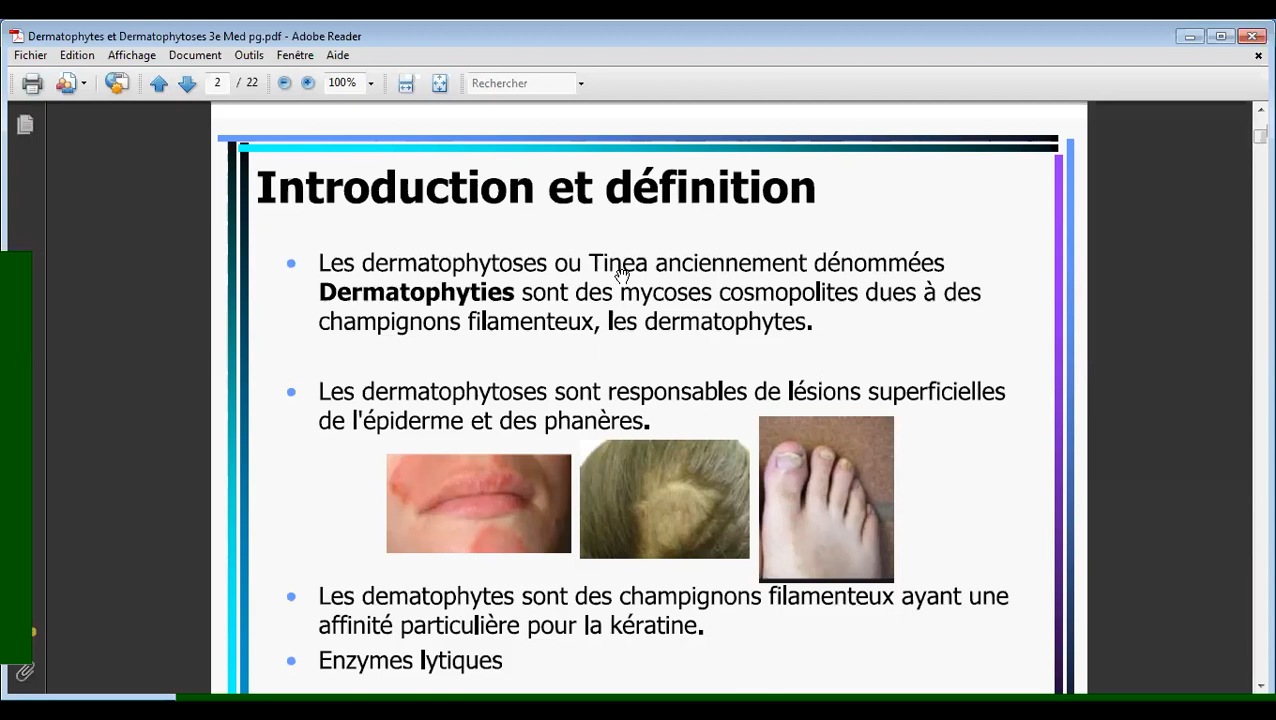 Dermatophytes et Dermatophytoses 3e Med pg.pdf - Adobe Reader
Fichier Edition Affichage Document Outils Fenêtre Aide
2 / 22 100% Rechercher
Introduction et définition
Les dermatophytoses ou Tinea anciennement dénommées
Dermatophyties sont des mycoses cosmopolites dues à des
champignons filamenteux, les dermatophytes.
Les dermatophytoses sont responsables de lésions superficielles
de l'épiderme et des phanères.
Les dematophytes sont des champignons filamenteux ayant une
affinité particulière pour la kératine.
Enzymes lytiques